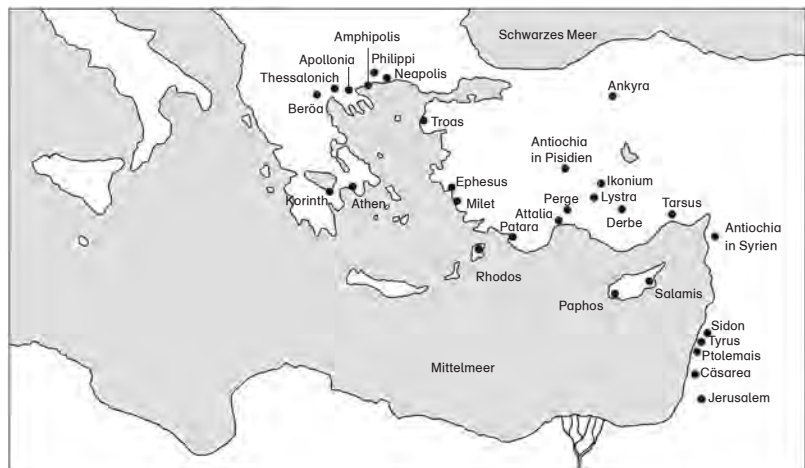 Schwarzes Meer
Amphipolis
Apollonia
Philippi
Thessalonich
Neapolis
Beröa
Ankyra
Troas
Antiochia
in Pisidien
Ephesus
Ikonium
Korinth
Athen
Milet
Perge
Lystra
Attalia
Derbe
Tarsus
Patara
Antiochia
in Syrien
Rhodos
Paphos
Salamis
Sidon
Tyrus
Ptolemais
Mittelmeer
Cäsarea
Jerusalem